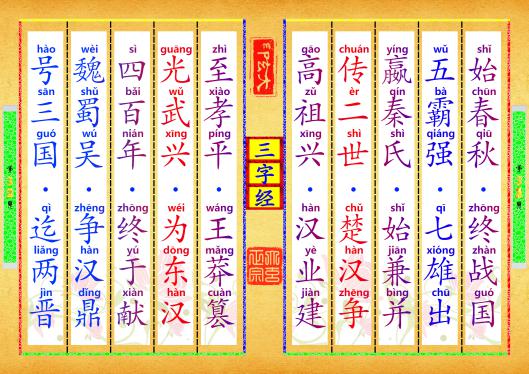 shǐ 始 chūn 春 qiū 秋 · zhōng 终 zhàn 战 guó 国
wǔ 五 bà 霸 qiáng 强 · qī 七 xióng 雄 chū 出
yíng 嬴 qín 秦 shì 氏 · shǐ 始 jiān 兼 bìng 并
chuán 传 èr 二 shì 世 · chǔ 楚 hàn 汉 zhēng 争
gāo 高 zǔ 祖 xīng 兴 · hàn 汉 yè 业 jiàn 建
三字经
zhì 至 xiào 孝 píng 平 · wáng 王 mǎng 莽 cuàn 篡
guāng 光 wǔ 武 xīng 兴 · wéi 为 dōng 东 hàn 汉
sì 四 bǎi 百 nián 年 · zhōng 终 yú 于 xiàn 献
wèi 魏 shǔ 蜀 wú 吴 · zhēng 争 hàn 汉 dǐng 鼎
hào 号 sān 三 guó 国 · qì 迄 liǎng 两 jìn 晋